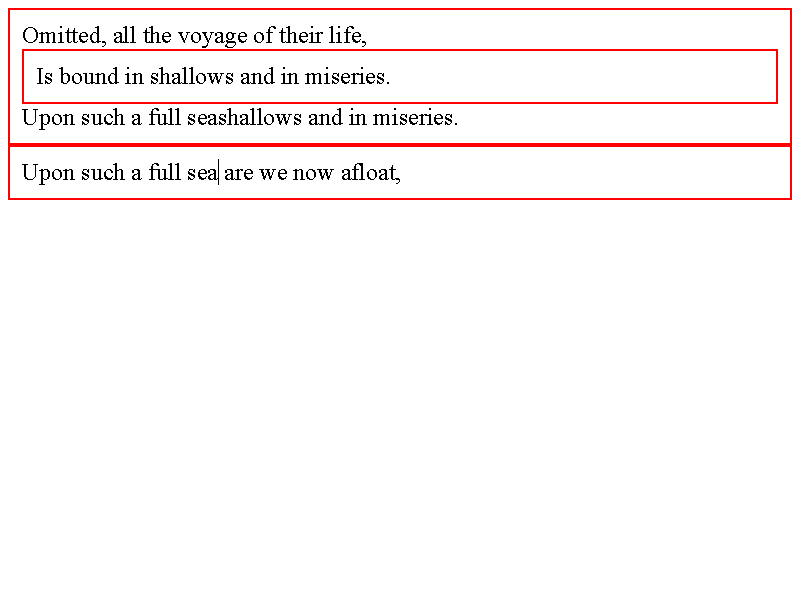 Omitted, all the voyage of their life,
Is bound in shallows and in miseries.
Upon such a full seashallows and in miseries.
Upon such a full sea are we now afloat,